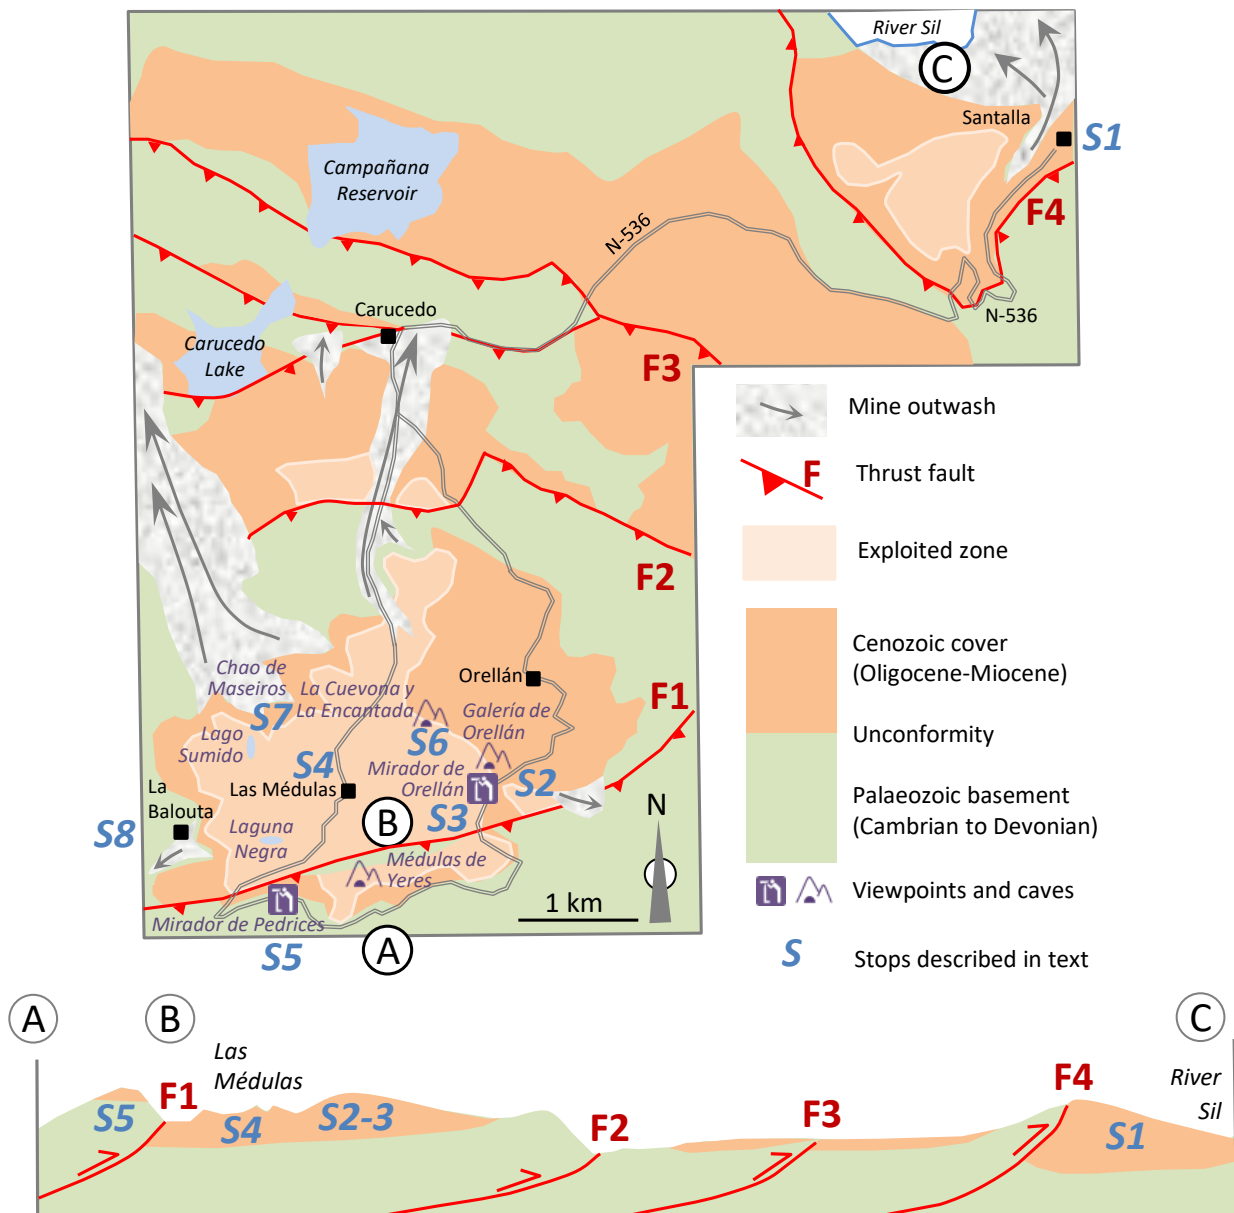 River Sil
C
Santalla
S1
Campañana
Reservoir
N-536
F4
Carucedo
N-536
Carucedo
Lake
F3
Mine outwash
F
Thrust fault
Exploited zone
F2
Cenozoic cover
(Oligocene-Miocene)
Chao de
Maseiros
La Cuevona y
La Encantada
Orellán
F1
S7
Galería de
Orellán
Lago
Sumido
S6
Unconformity
S4
Mirador de
Orellán
S2
La
Balouta
Las Médulas
N
Palaeozoic basement
(Cambrian to Devonian)
S8
Laguna
Negra
B
S3
Médulas de
Yeres
Viewpoints and caves
1 km
Mirador de Pedrices
S5
A
S
Stops described in text
A
B
C
Las
Médulas
F1
F4
River
Sil
S5
S4
S2-3
F2
F3
S1